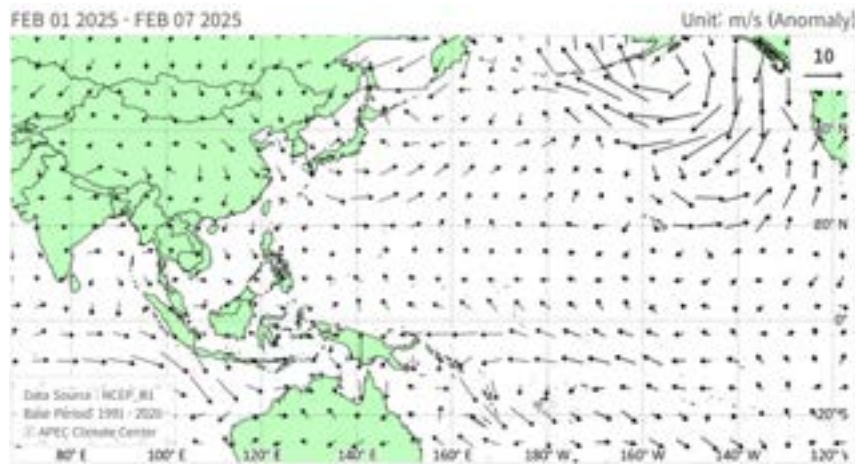 FEB 01 2025 - FEB 07 2025
Unit: m/s (Anomaly)
10
N
N
0°
20°S
Data Source : NCEP_R1
Base Period: 1991 - 2020
© APEC Climate Center
80° E
100° E
120° E
140° E
160° E
180°
160° W
140° W
120°